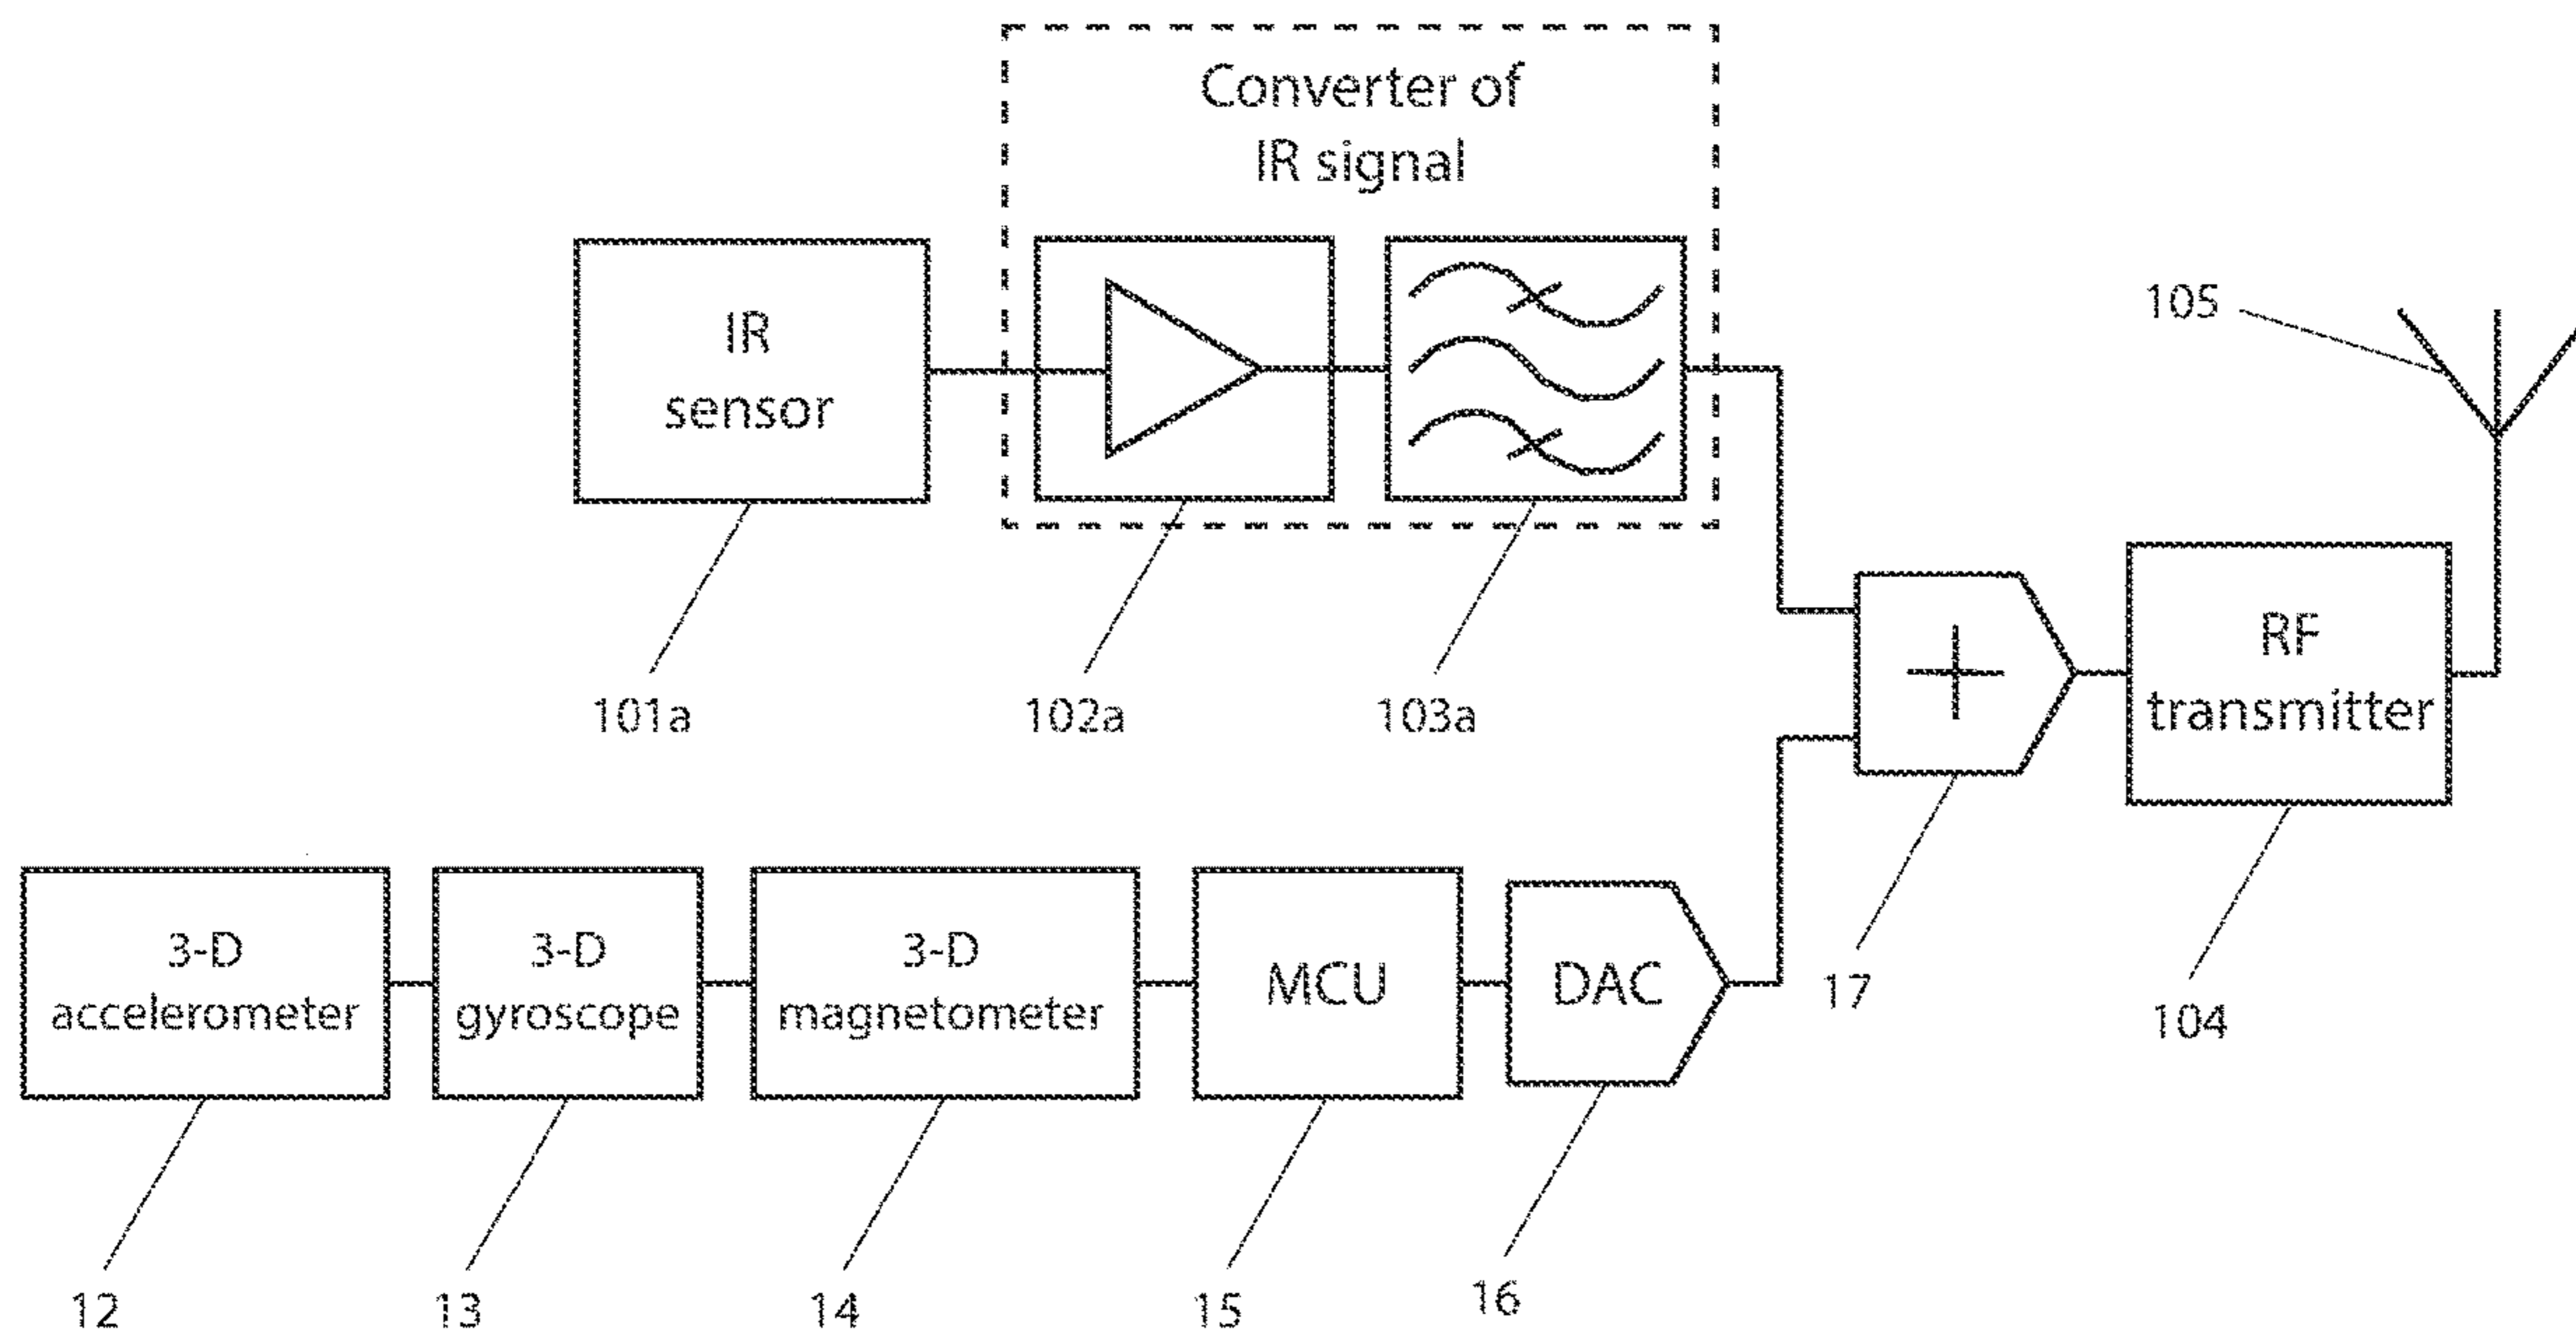 Converter of
IR signal
IR
sensor
105
101a
102a
103a
RF
transmitter
3-D
accelerometer
3-D
gyroscope
3-D
magnetometer
MCU
DAC
17
104
12
13
14
15
16